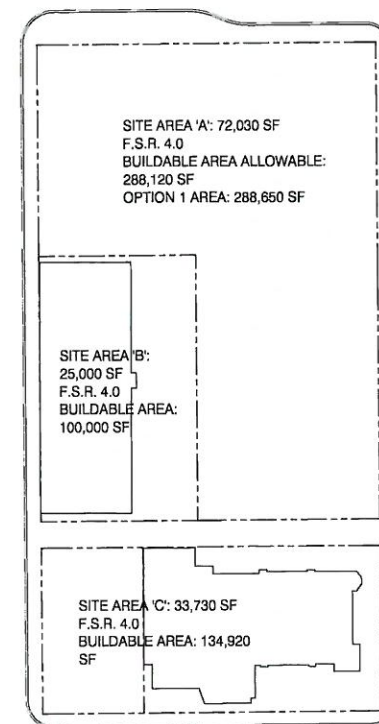 SITE AREA 'A': 72,030 SF
F.S.R. 4.0
BUILDABLE AREA ALLOWABLE:
288,120 SF
OPTION 1 AREA: 288,650 SF
SITE AREA 'B':
25,000 SF
F.S.R. 4.0
BUILDABLE AREA:
100,000 SF
SITE AREA 'C': 33,730 SF
F.S.R. 4.0
BUILDABLE AREA: 134,920
SF